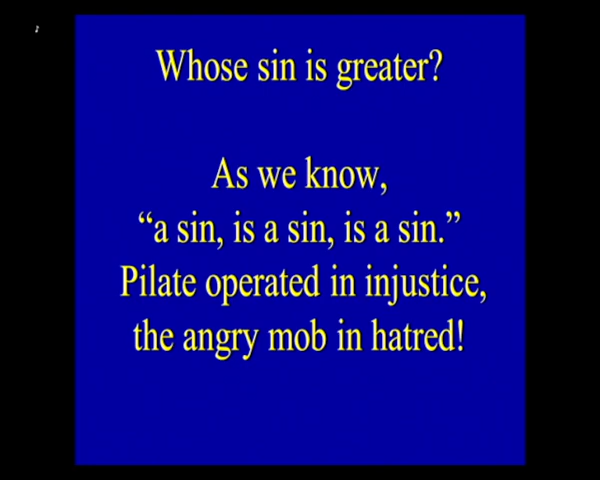 Whose sin is greater?
As we know,
“a sin, is a sin, is a sin.”
Pilate operated in injustice,
the angry mob in hatred!